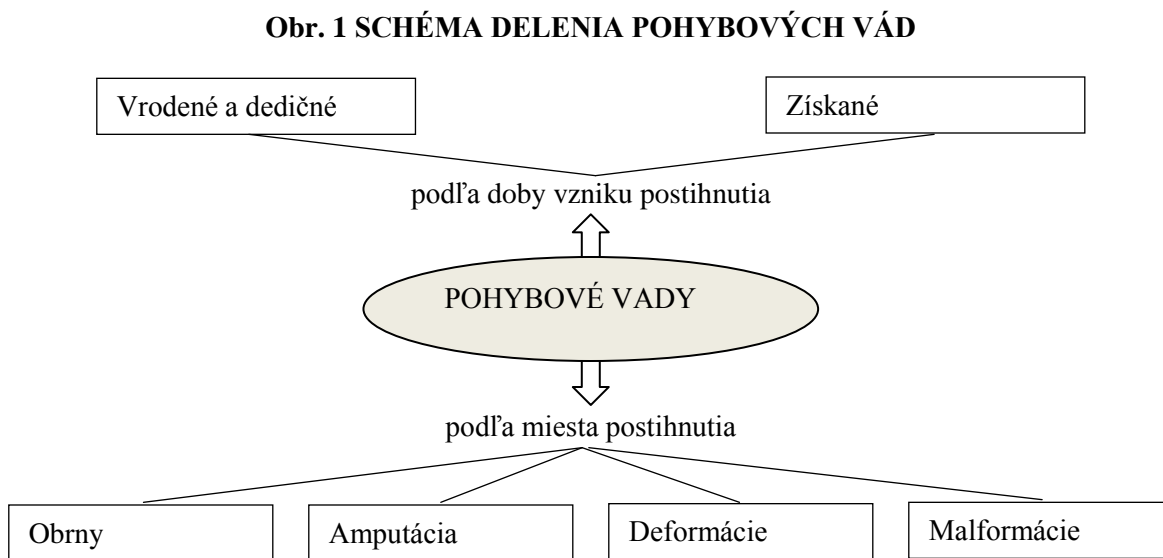 Obr. 1 SCHÉMA DELENIA POHYBOVÝCH VÁD
Vrodené a dedičné
Získané
podľa doby vzniku postihnutia
POHYBOVÉ VADY
podľa miesta postihnutia
Obrny
Amputácia
Deformácie
Malformácie